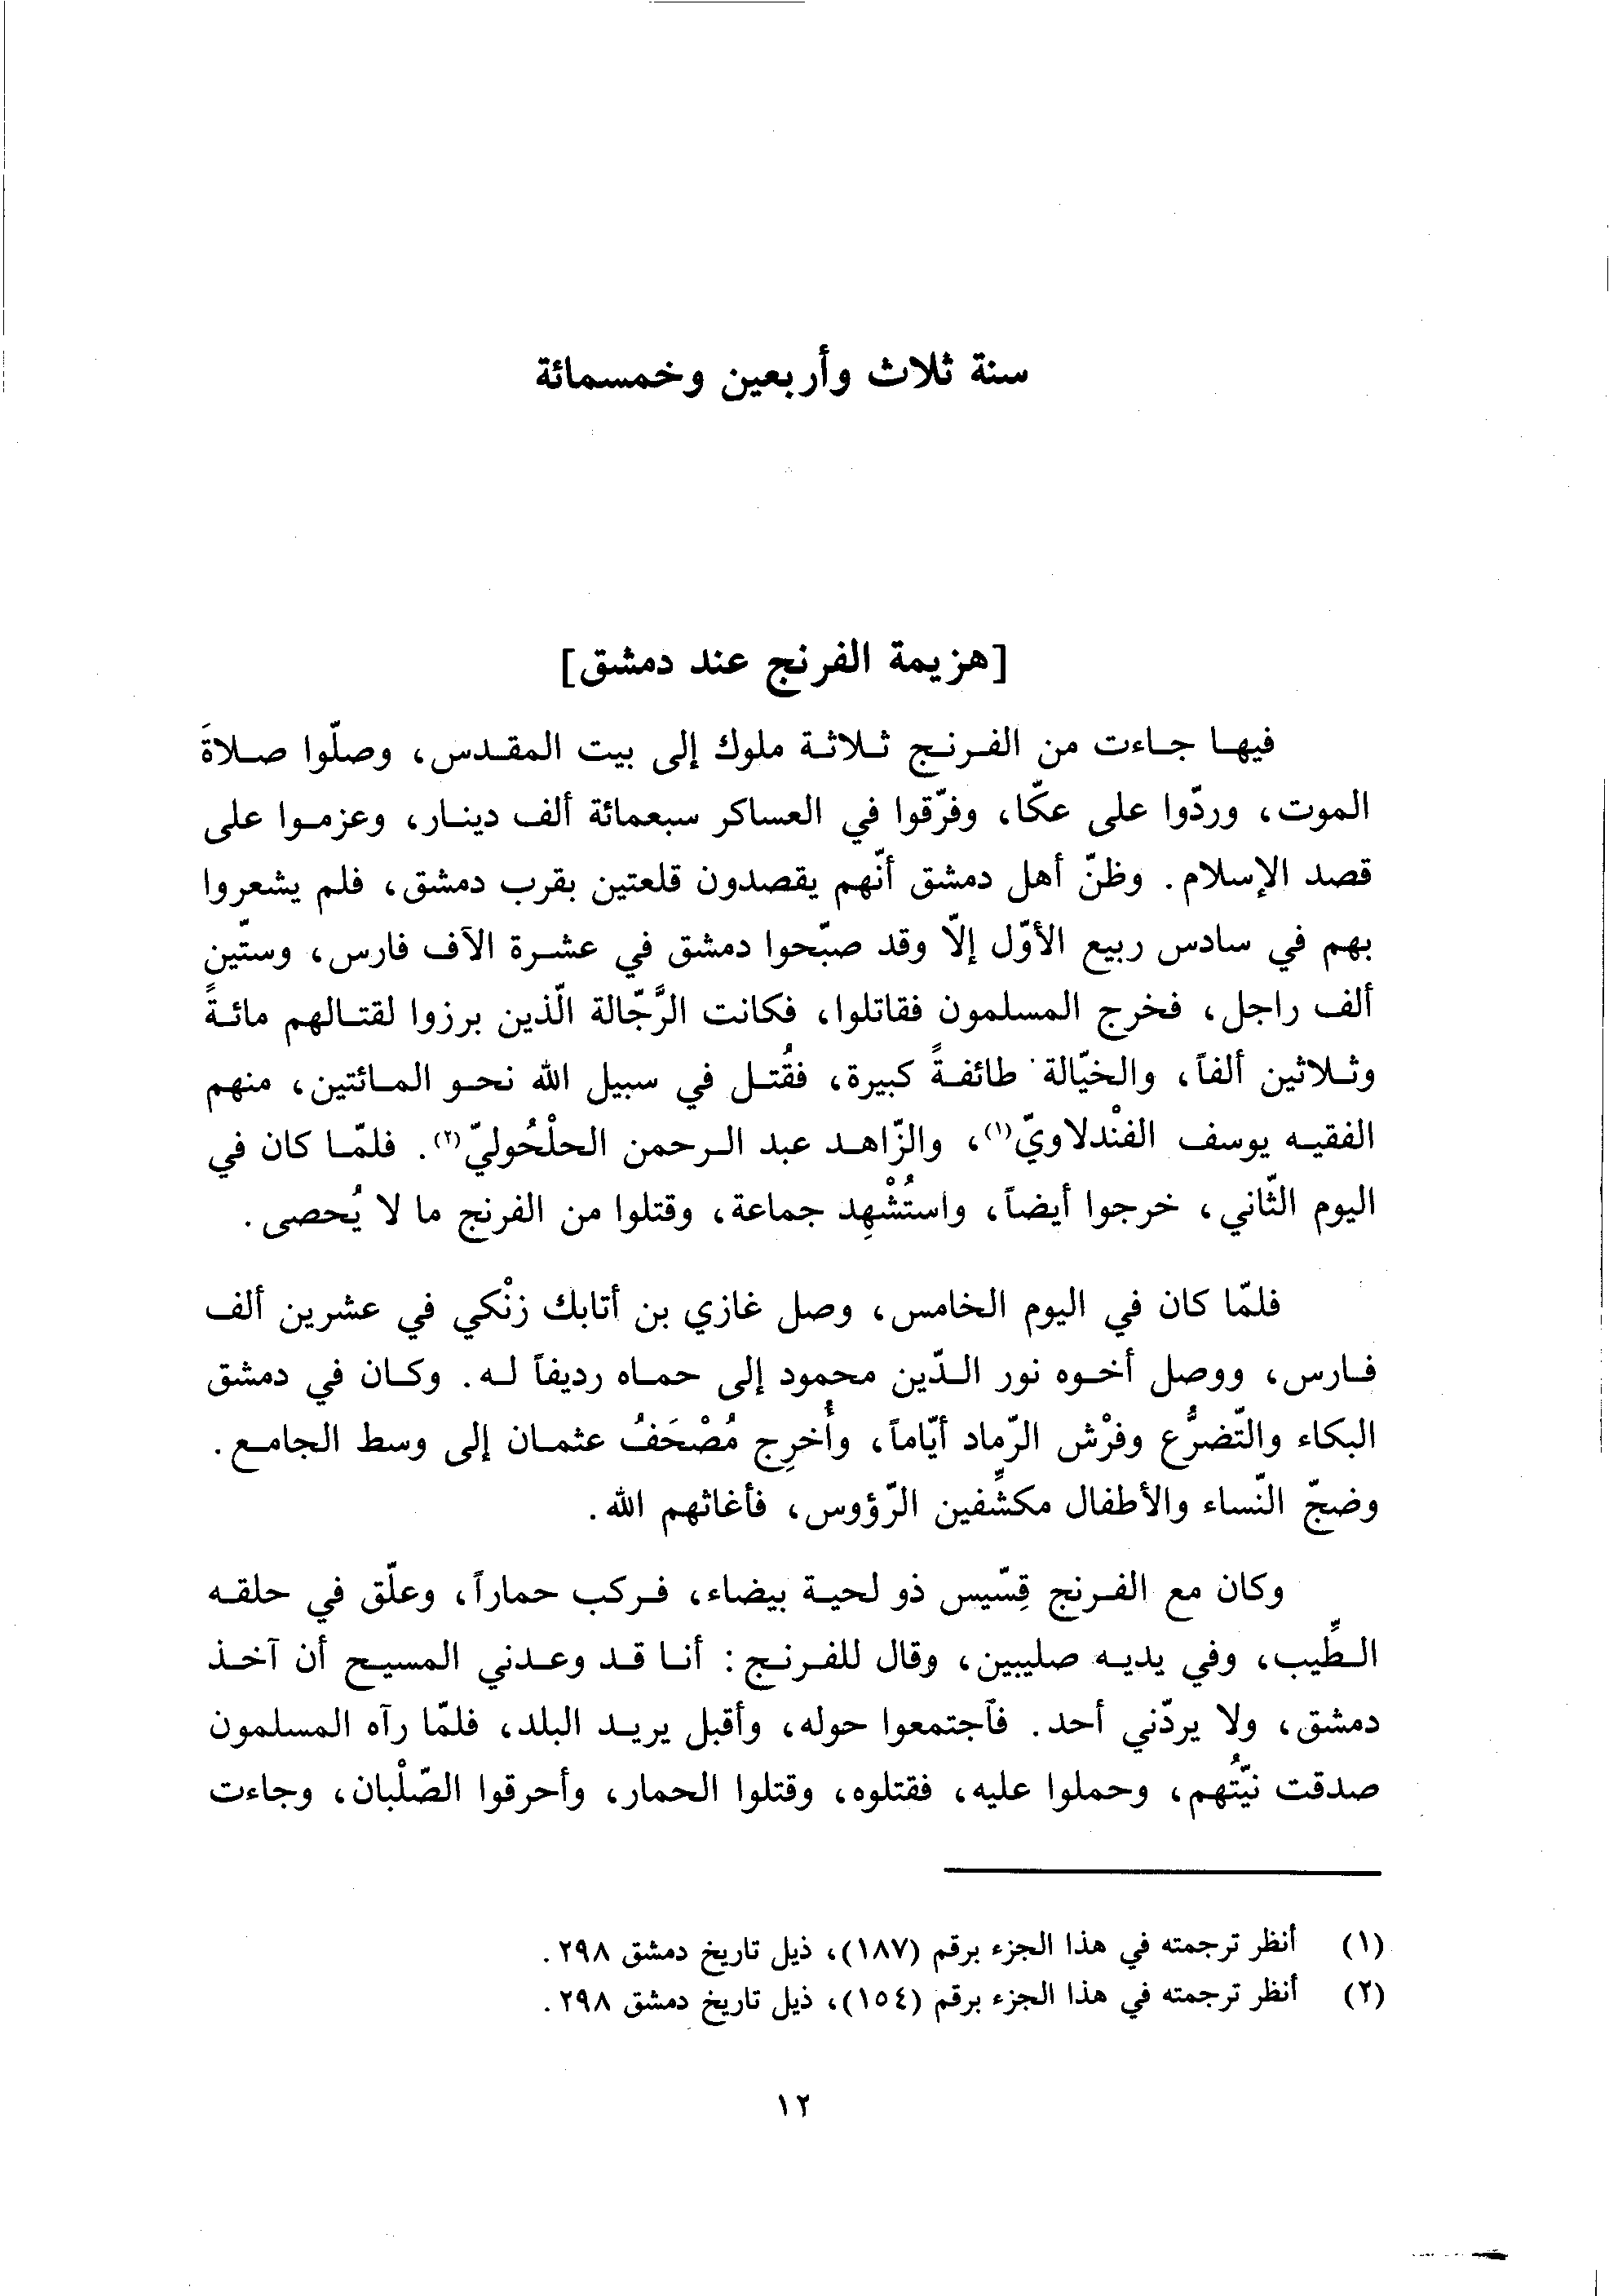 سنة ثلاث وأربعين وخمسمائة
[هزيمة الفرنج عند دمشق]
فيها جاءت من الفرنج ثلاثة ملوك إلى بيت المقدس، وصلّوا صلاةَ
الموت، وردّوا على عكّا، وفرّقوا في العساكر سبعمائة ألف دينار، وعزموا على
قصد الإسلام. وظنّ أهل دمشق أنّهم يقصدون قلعتين بقرب دمشق، فلم يشعروا
بهم في سادس ربيع الأوّل إلّا وقد صبّحوا دمشق في عشرة الآف فارس، وستّين
ألف راجل، فخرج المسلمون فقاتلوا، فكانت الرَّجّالة الّذين برزوا لقتالهم مائةً
وثلاثين ألفاً، والخيّالة طائفةً كبيرة، فقُتل في سبيل الله نحو المائتين، منهم
الفقيه يوسف الفنْدلاويّ(١)، والزّاهد عبد الرحمن الحلْحُوليّ(٢). فلمّا كان في
اليوم الثّاني، خرجوا أيضاً، واستُشْهِد جماعة، وقتلوا من الفرنج ما لا يُحصى.
فلمّا كان في اليوم الخامس، وصل غازي بن أتابك زنْكي في عشرين ألف
فارس، ووصل أخوه نور الدّين محمود إلى حماه رديفاً له. وكان في دمشق
البكاء والتّضرُّع وفرْش الرّماد أيّاماً، وأُخرِج مُصْحَفُ عثمان إلى وسط الجامع.
وضجّ النّساء والأطفال مكشَّفين الرّؤوس، فأغاثهم الله.
وكان مع الفرنج قِسّيس ذو لحية بيضاء، فركب حماراً، وعلّق في حلقه
الطِّيب، وفي يديه صليبين، وقال للفرنج: أنا قد وعدني المسيح أن آخذ
دمشق، ولا يردّني أحد. فآجتمعوا حوله، وأقبل يريد البلد، فلمّا رآه المسلمون
صدقت نيّتُهم، وحملوا عليه، فقتلوه، وقتلوا الحمار، وأحرقوا الصّلْبان، وجاءت
(١) أنظر ترجمته في هذا الجزء برقم (١٨٧)، ذيل تاريخ دمشق ٢٩٨.
(٢) أنظر ترجمته في هذا الجزء برقم (١٥٤)، ذيل تاريخ دمشق ٢٩٨.
١٢